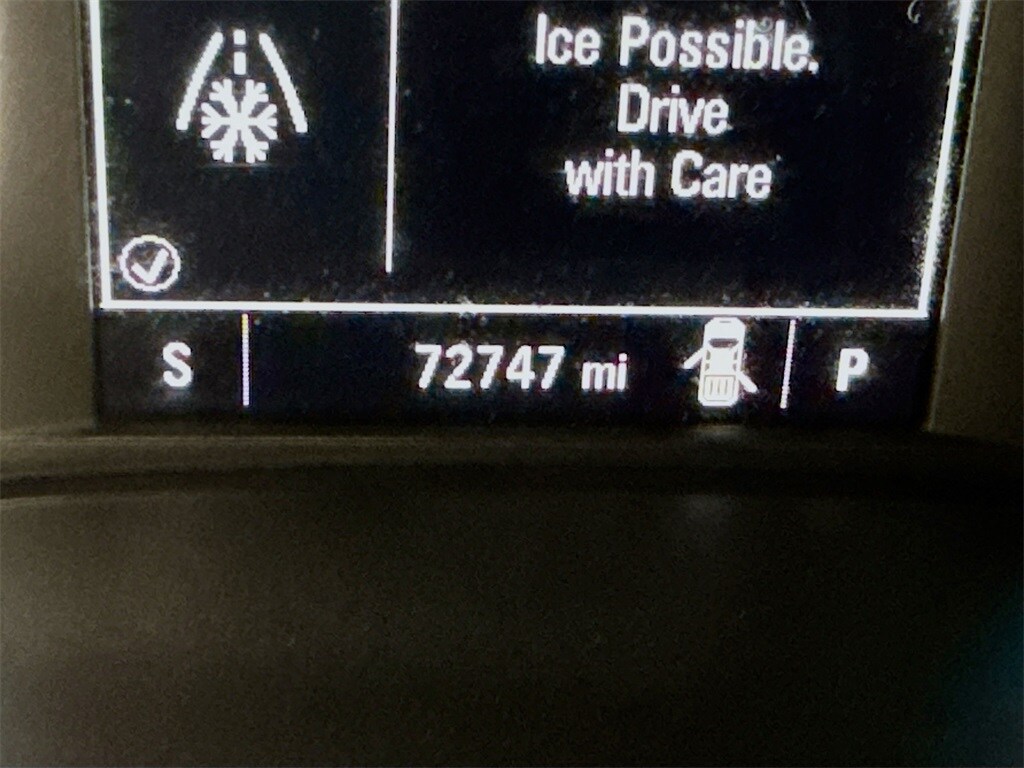 Ice Possible.
Drive
with Care
S 72747 mi P